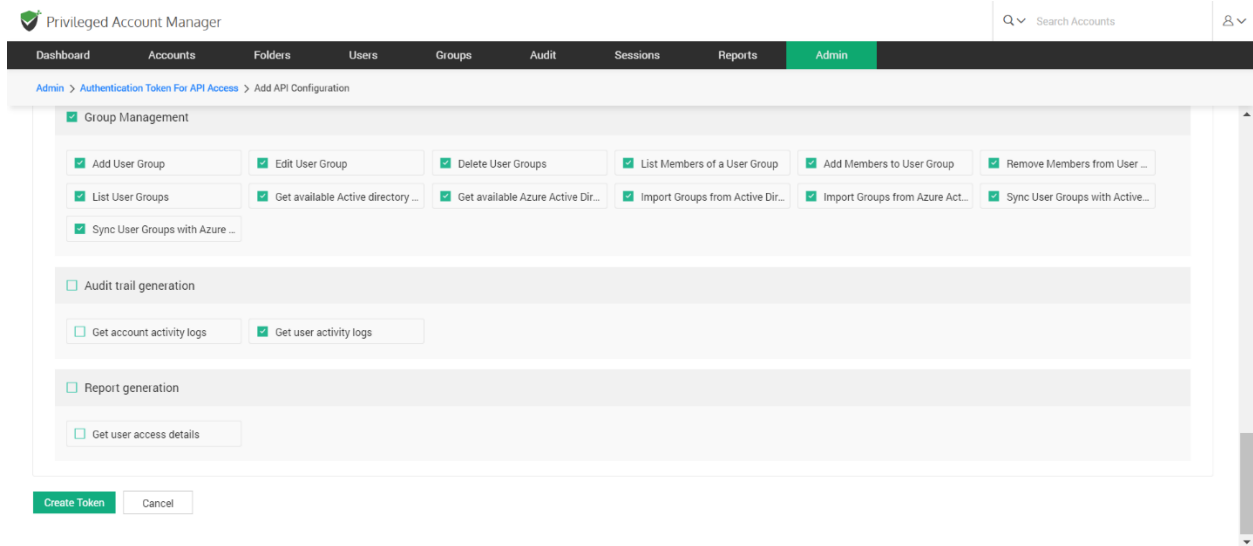 Privileged Account Manager Search Accounts
Dashboard Accounts Folders Users Groups Audit Sessions Reports Admin
Admin > Authentication Token For API Access > Add API Configuration
Group Management
Add User Group Edit User Group Delete User Groups List Members of a User Group Add Members to User Group Remove Members from User ...
List User Groups Get available Active directory ... Get available Azure Active Dir... Import Groups from Active Dir... Import Groups from Azure Act... Sync User Groups with Active...
Sync User Groups with Azure ...
Audit trail generation
Get account activity logs Get user activity logs
Report generation
Get user access details
Create Token Cancel